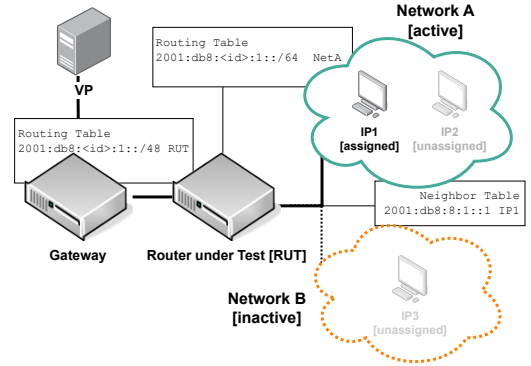 Network A
[active]
Routing Table
2001:db8:<id>:1::/64 NetA
VP
IP1
[assigned]
IP2
[unassigned]
Routing Table
2001:db8:<id>:1::/48 RUT
Neighbor Table
2001:db8:8:1::1 IP1
Gateway
Router under Test [RUT]
Network B
[inactive]
IP3
[unassigned]